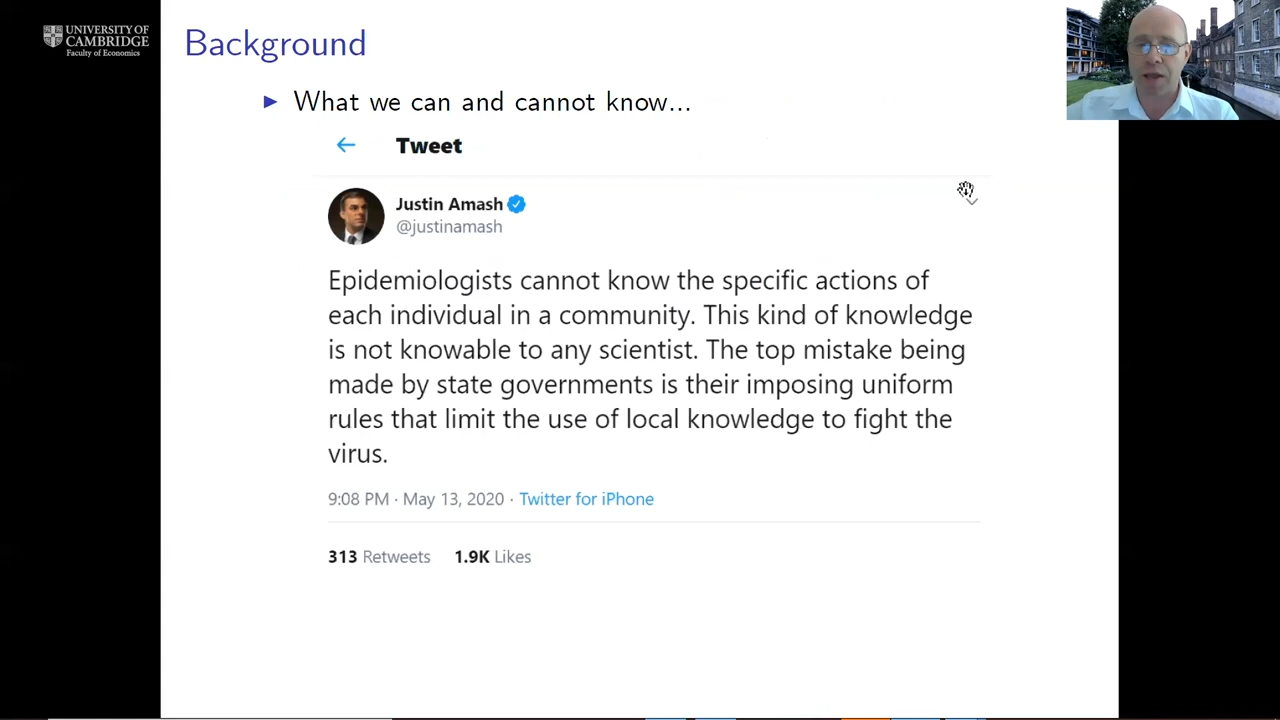 UNIVERSITY OF
CAMBRIDGE
Faculty of Economics
Background
What we can and cannot know...
Tweet
Justin Amash
@justinamash
Epidemiologists cannot know the specific actions of
each individual in a community. This kind of knowledge
is not knowable to any scientist. The top mistake being
made by state governments is their imposing uniform
rules that limit the use of local knowledge to fight the
virus.
9:08 PM · May 13, 2020 · Twitter for iPhone
313 Retweets 1.9K Likes